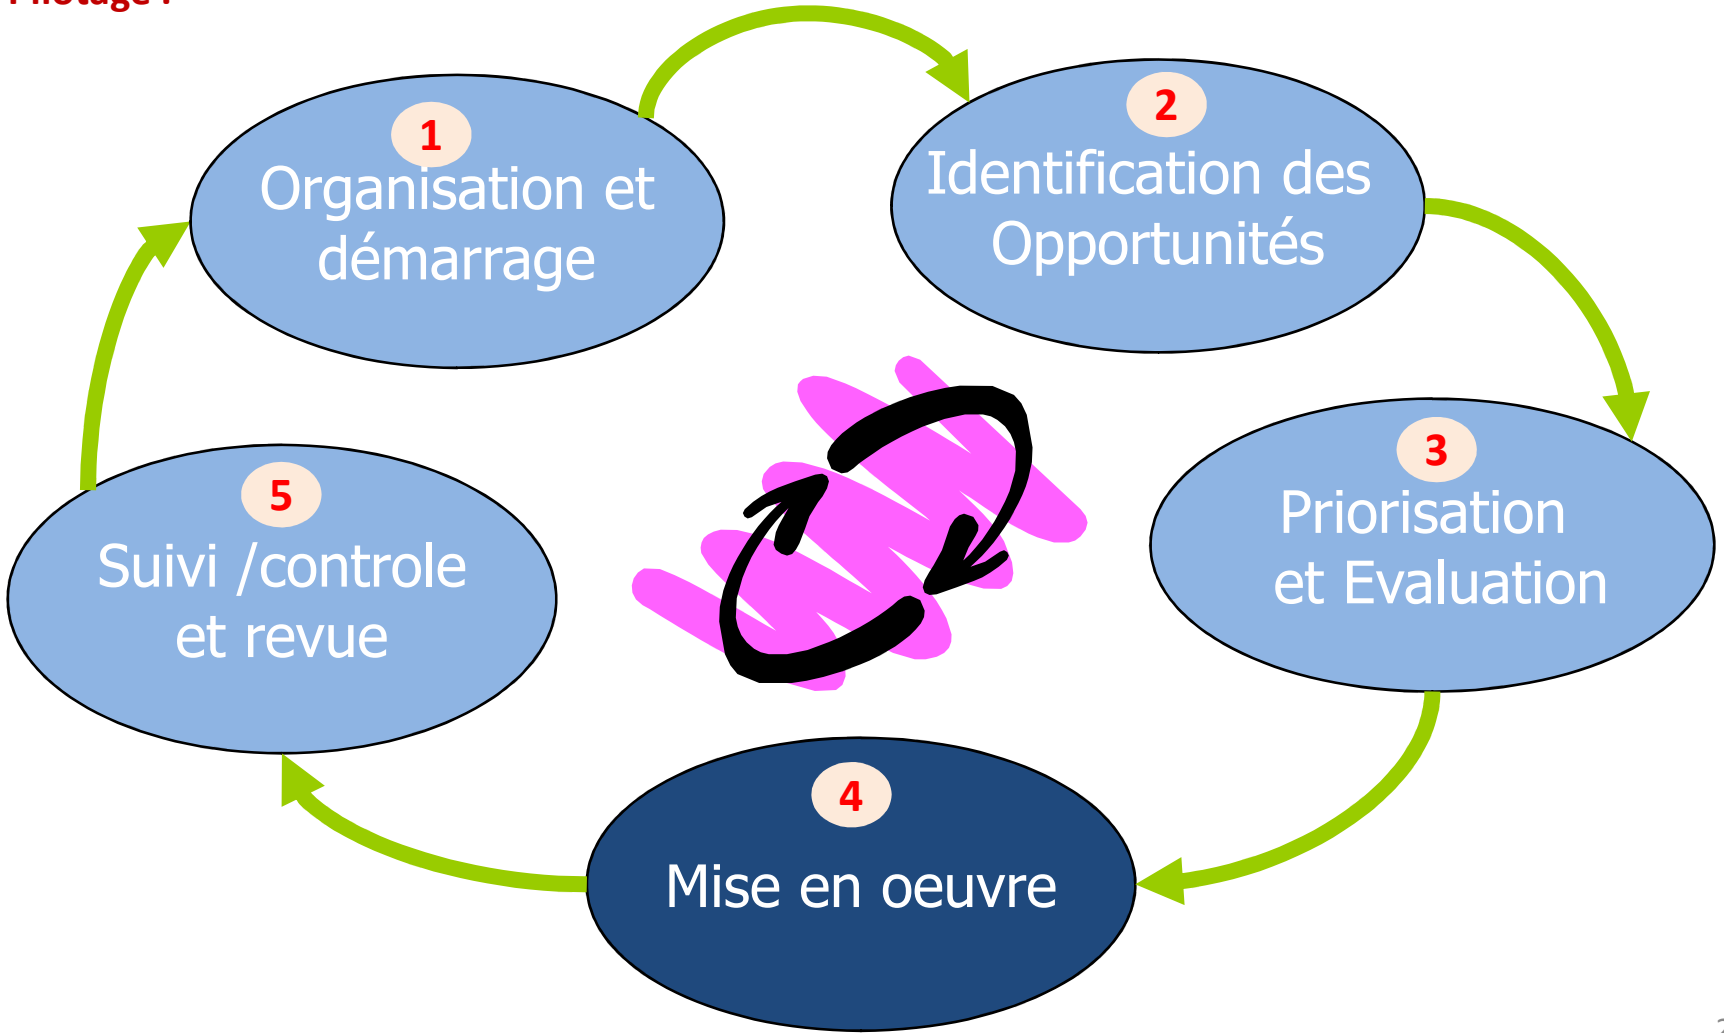 Pilotage :
1
Organisation et
démarrage
2
Identification des
Opportunités
3
Priorisation
et Evaluation
4
Mise en oeuvre
5
Suivi /controle
et revue